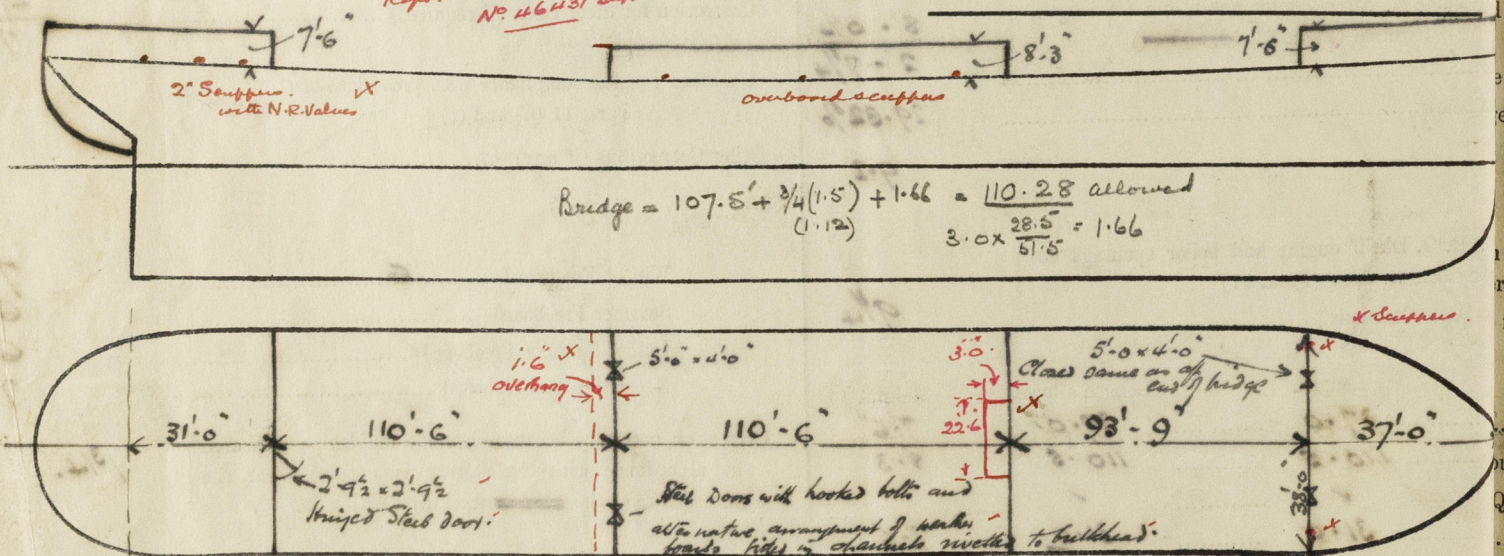 Nº 46431
7'-6"
8'-3"
7'-6"
2" Scuppers. X
with N.R. Valves
overboard scuppers
Bridge = 107.5' + 3/4(1.5) + 1.66 = 110.28 allowed
(1.12)
3.0 x 28.5/51.5 = 1.66
x Scuppers.
1'.6" X
overhang
5'-0" x 4'-0"
3.0.
5'-0 x 4'-0"
Closed same as aft
end of bridge
X
X
22.6
31'-0"
110'-6"
110'-6"
93'-9"
37'-0"
2'-9½ x 2'-9½
Hinged Steel door.
Steel Doors with hooked bolts and
alternative arrangement of weather
boards fitted in channels rivetted to bulkhead.
38'-0
x